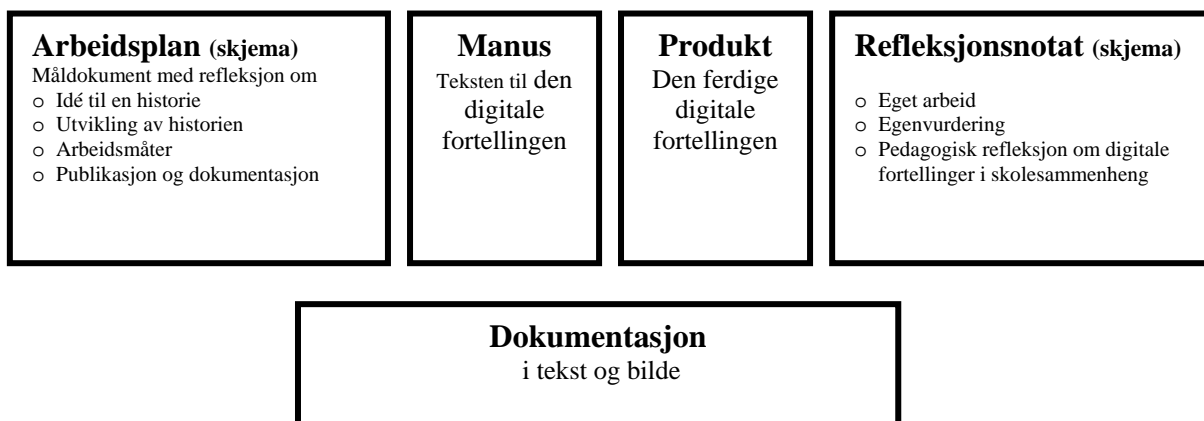 Arbeidsplan (skjema)
Måldokument med refleksjon om
o Idé til en historie
o Utvikling av historien
o Arbeidsmåter
o Publikasjon og dokumentasjon
Manus
Teksten til den
digitale
fortellingen
Produkt
Den ferdige
digitale
fortellingen
Refleksjonsnotat (skjema)
o Eget arbeid
o Egenvurdering
o Pedagogisk refleksjon om digitale
fortellinger i skolesammenheng
Dokumentasjon
i tekst og bilde